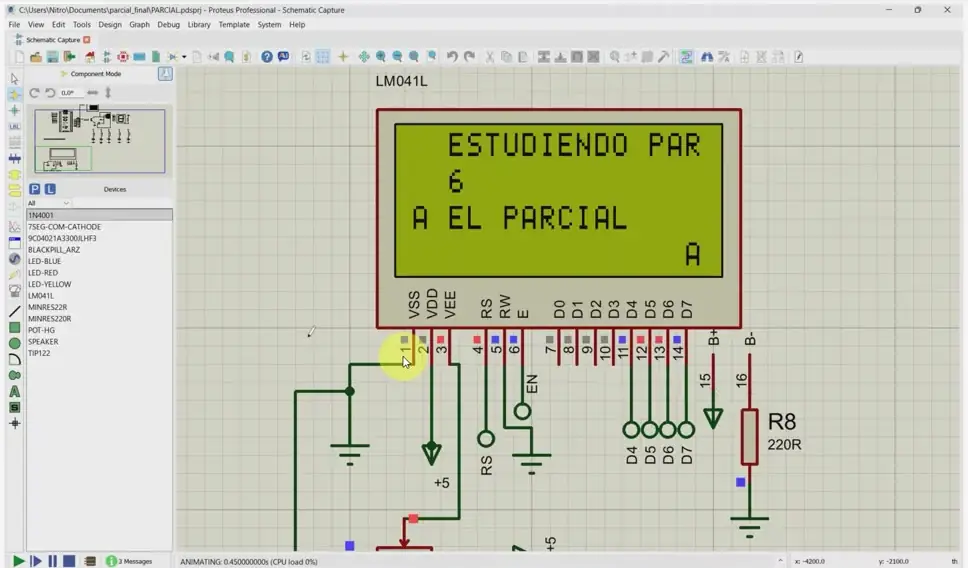 C:\Users\Nitro\Documents\parcial_final\PARCIAL.pdsprj - Proteus Professional - Schematic Capture
File View Edit Tools Design Graph Debug Library Template System Help
Schematic Capture
Component Mode
0.0°
P L Devices
All
1N4001
7SEG-COM-CATHODE
9C04021A3300JLHF3
BLACKPILL_ARZ
LED-BLUE
LED-RED
LED-YELLOW
LM041L
MINRES22R
MINRES220R
POT-HG
SPEAKER
TIP122
LM041L
ESTUDIENDO PAR
6
A EL PARCIAL
A
VSS VDD VEE RS RW E D0 D1 D2 D3 D4 D5 D6 D7
1 2 3 4 5 6 7 8 9 10 11 12 13 14 B+ B-
15 16
EN
RS
D4 D5 D6 D7
R8
220R
+5
+5
3 Messages
ANIMATING: 0.450000000s (CPU load 0%)
x: -4200.0 y: -2100.0 th